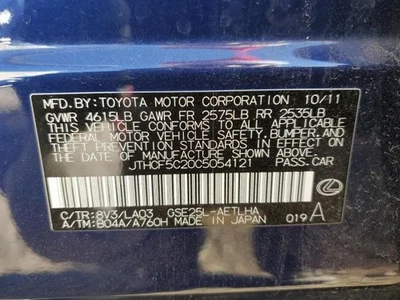 MFD. BY: TOYOTA MOTOR CORPORATION 10/11
GVWR 4615LB GAWR FR 2575LB RR 2535LB
THIS VEHICLE CONFORMS TO ALL APPLICABLE
FEDERAL MOTOR VEHICLE SAFETY, BUMPER, AND
THEFT PREVENTION STANDARDS IN EFFECT
ON THE DATE OF MANUFACTURE SHOWN ABOVE.
JTHCF5C20C5054121 PASS.CAR
C/TR: 8V3/LA03 GSE25L-AETLHA
A/TM: B04A/A760H MADE IN JAPAN 019 A